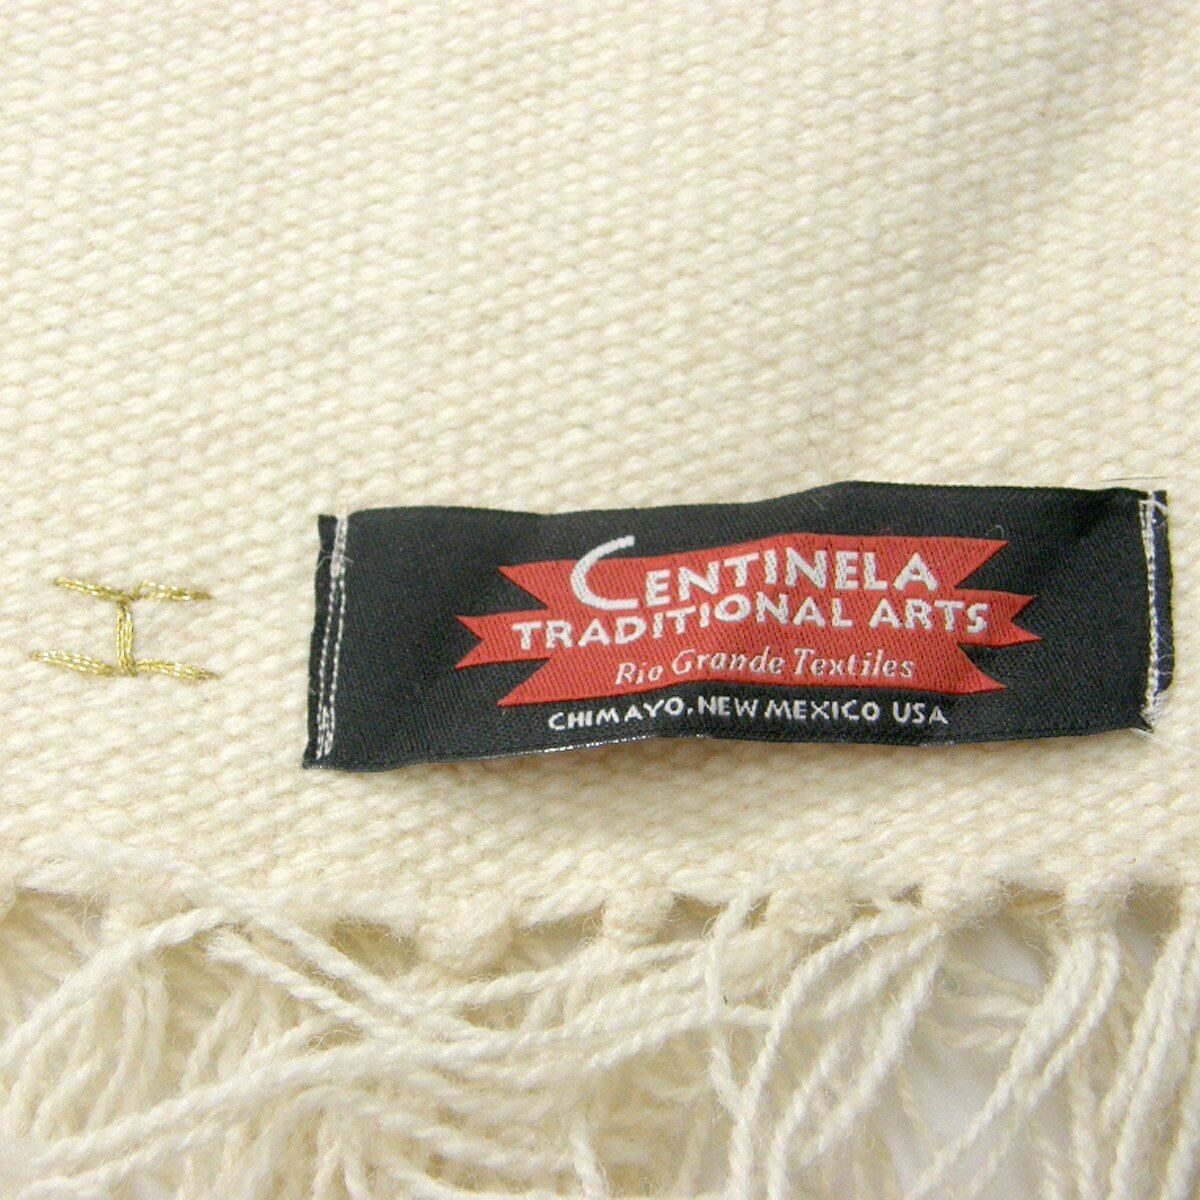 CENTINELA
TRADITIONAL ARTS
Rio Grande Textiles
CHIMAYO, NEW MEXICO USA